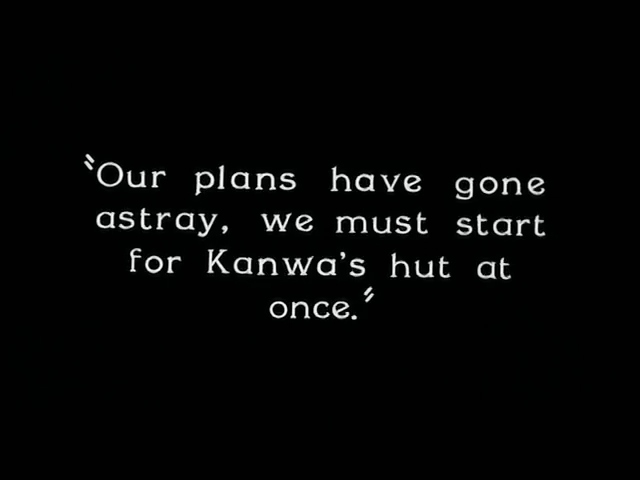 "Our plans have gone
astray, we must start
for Kanwa's hut at
once."